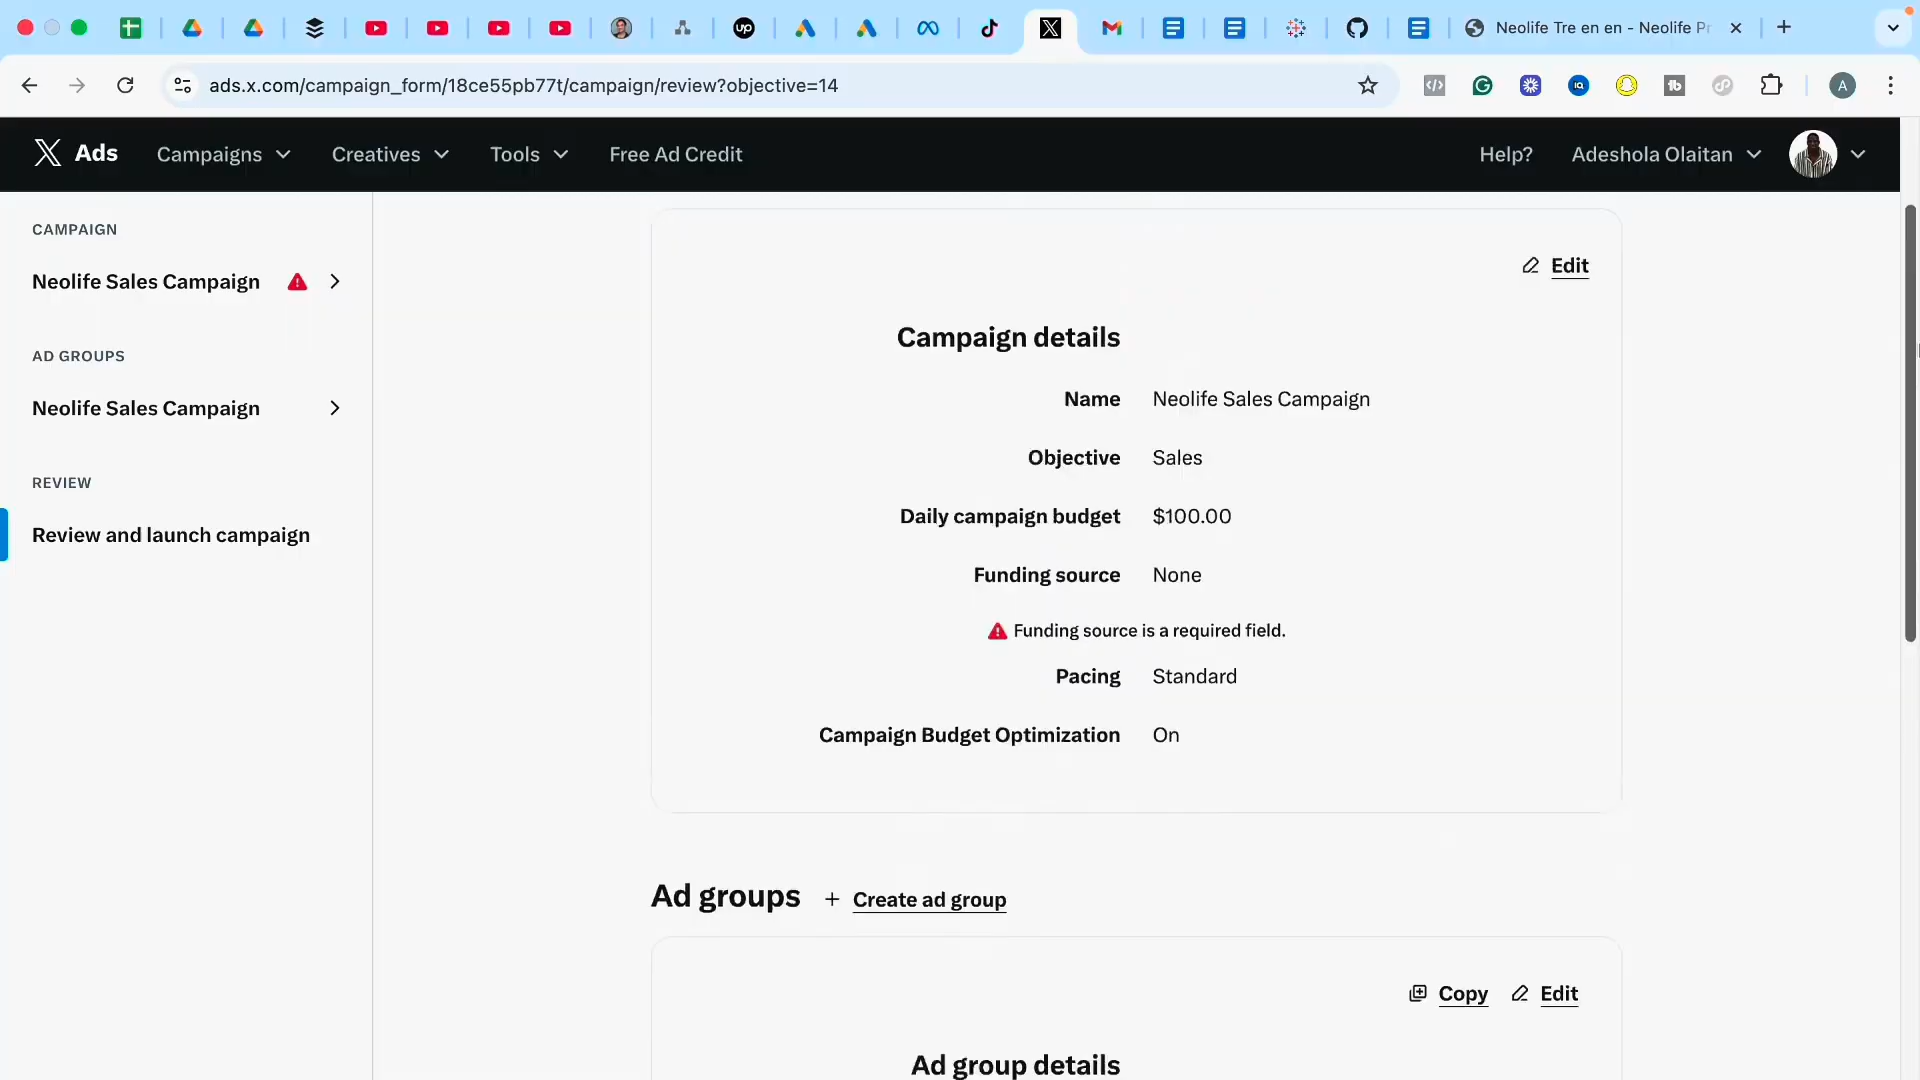 Neolife Tre en en - Neolife Pr
ads.x.com/campaign_form/18ce55pb77t/campaign/review?objective=14
A
Ads
Campaigns
Creatives
Tools
Free Ad Credit
Help?
Adeshola Olaitan
CAMPAIGN
Neolife Sales Campaign
AD GROUPS
Neolife Sales Campaign
REVIEW
Review and launch campaign
Edit
Campaign details
Name Neolife Sales Campaign
Objective Sales
Daily campaign budget $100.00
Funding source None
Funding source is a required field.
Pacing Standard
Campaign Budget Optimization On
Ad groups + Create ad group
Copy Edit
Ad group details